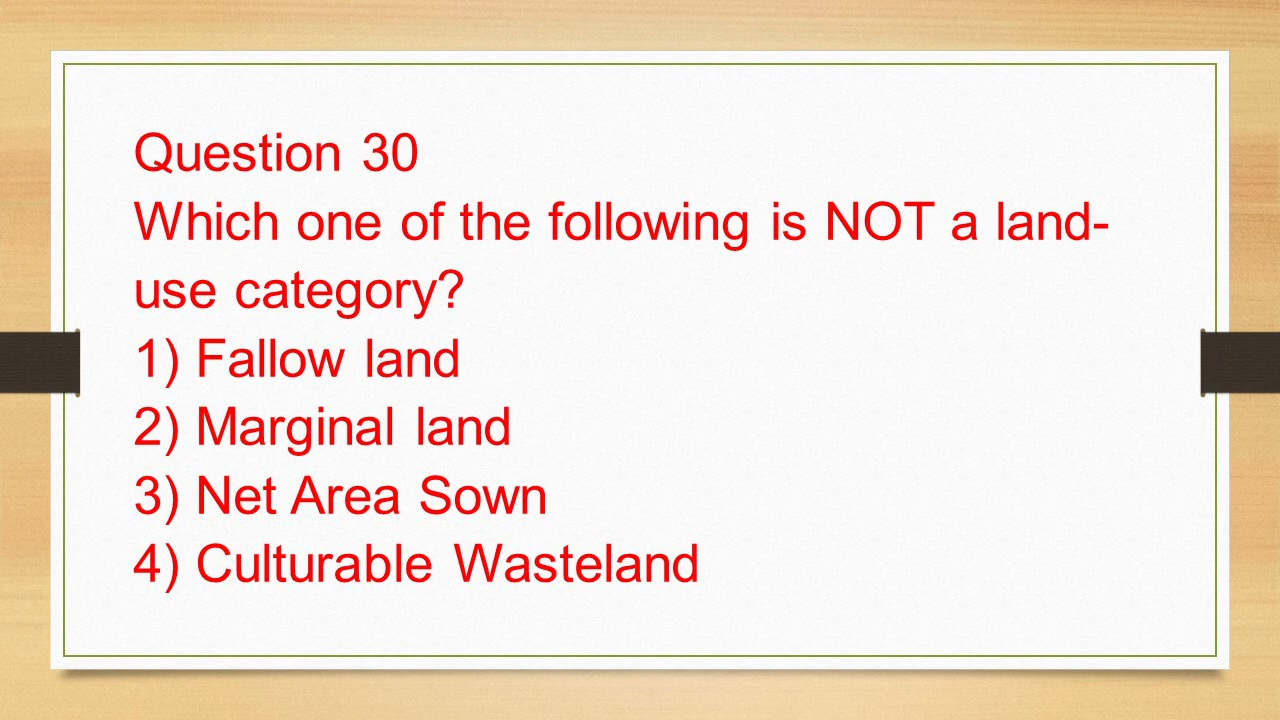 Question 30
Which one of the following is NOT a land-
use category?
1) Fallow land
2) Marginal land
3) Net Area Sown
4) Culturable Wasteland